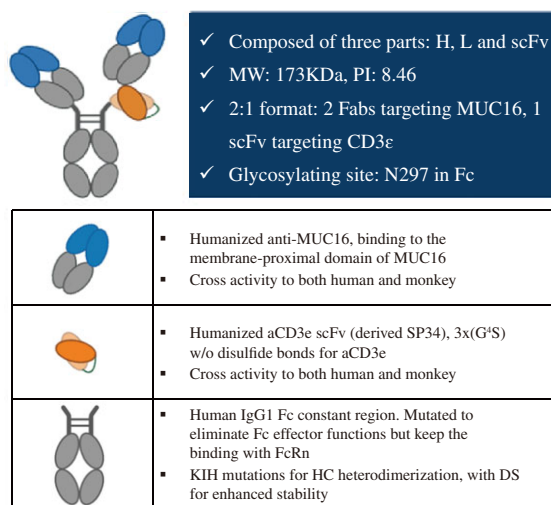 ✓ Composed of three parts: H, L and scFv
✓ MW: 173KDa, PI: 8.46
✓ 2:1 format: 2 Fabs targeting MUC16, 1
scFv targeting CD3ε
✓ Glycosylating site: N297 in Fc
▪ Humanized anti-MUC16, binding to the
membrane-proximal domain of MUC16
▪ Cross activity to both human and monkey
▪ Humanized aCD3e scFv (derived SP34), 3x(G⁴S)
w/o disulfide bonds for aCD3e
▪ Cross activity to both human and monkey
▪ Human IgG1 Fc constant region. Mutated to
eliminate Fc effector functions but keep the
binding with FcRn
▪ KIH mutations for HC heterodimerization, with DS
for enhanced stability